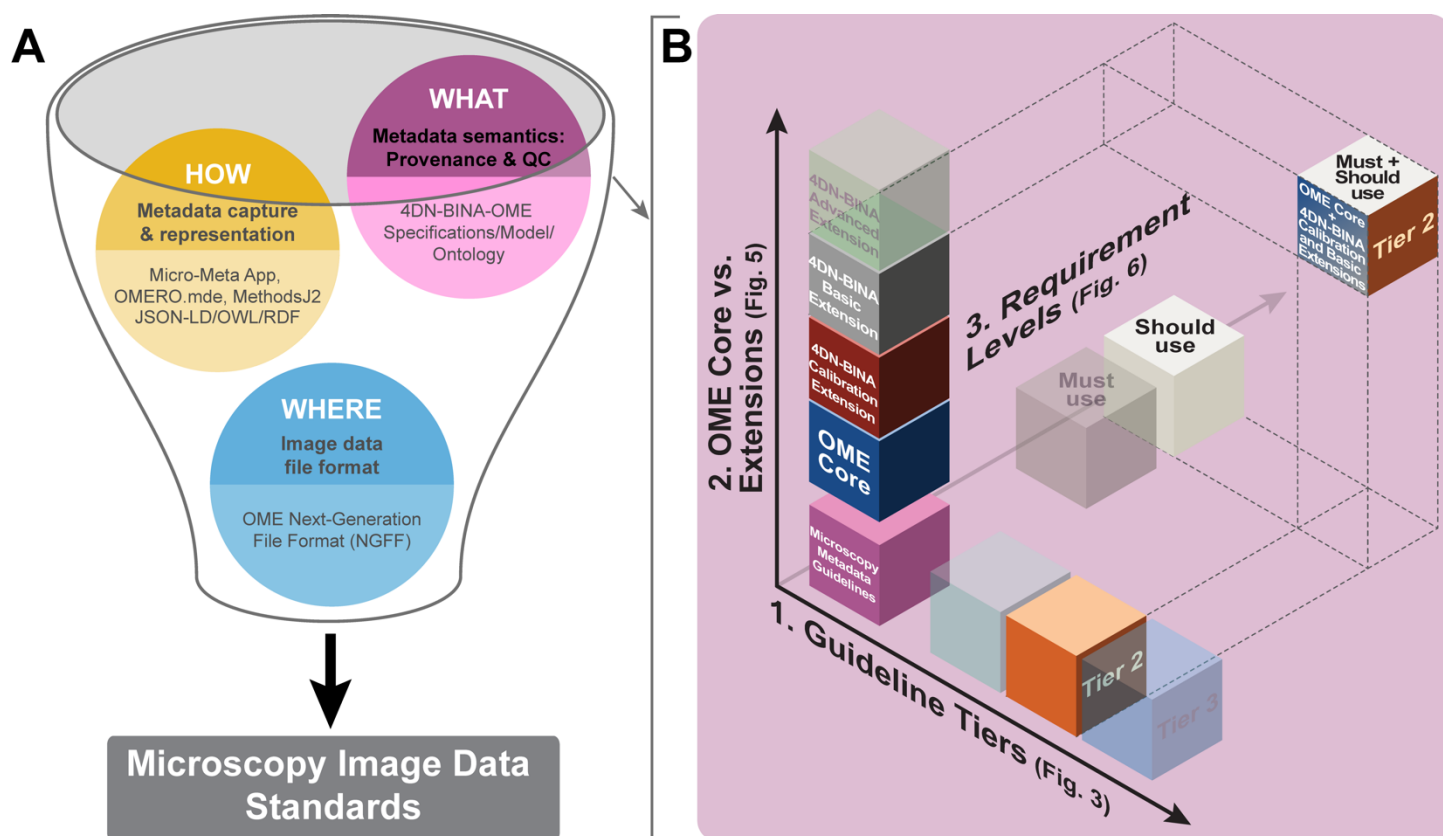 A
WHAT
Metadata semantics:
Provenance & QC
4DN-BINA-OME
Specifications/Model/
Ontology
HOW
Metadata capture
& representation
Micro-Meta App,
OMERO.mde, MethodsJ2
JSON-LD/OWL/RDF
WHERE
Image data
file format
OME Next-Generation
File Format (NGFF)
Microscopy Image Data
Standards
B
2. OME Core vs.
Extensions (Fig. 5)
4DN-BINA
Advanced
Extension
4DN-BINA
Basic
Extension
4DN-BINA
Calibration
Extension
OME
Core
Microscopy
Metadata
Guidelines
3. Requirement
Levels (Fig. 6)
Must
use
Should
use
Must +
Should
use
OME Core
+
4DN-BINA
Calibration
and Basic
Extensions
Tier 2
Tier 2
Tier 3
1. Guideline Tiers (Fig. 3)